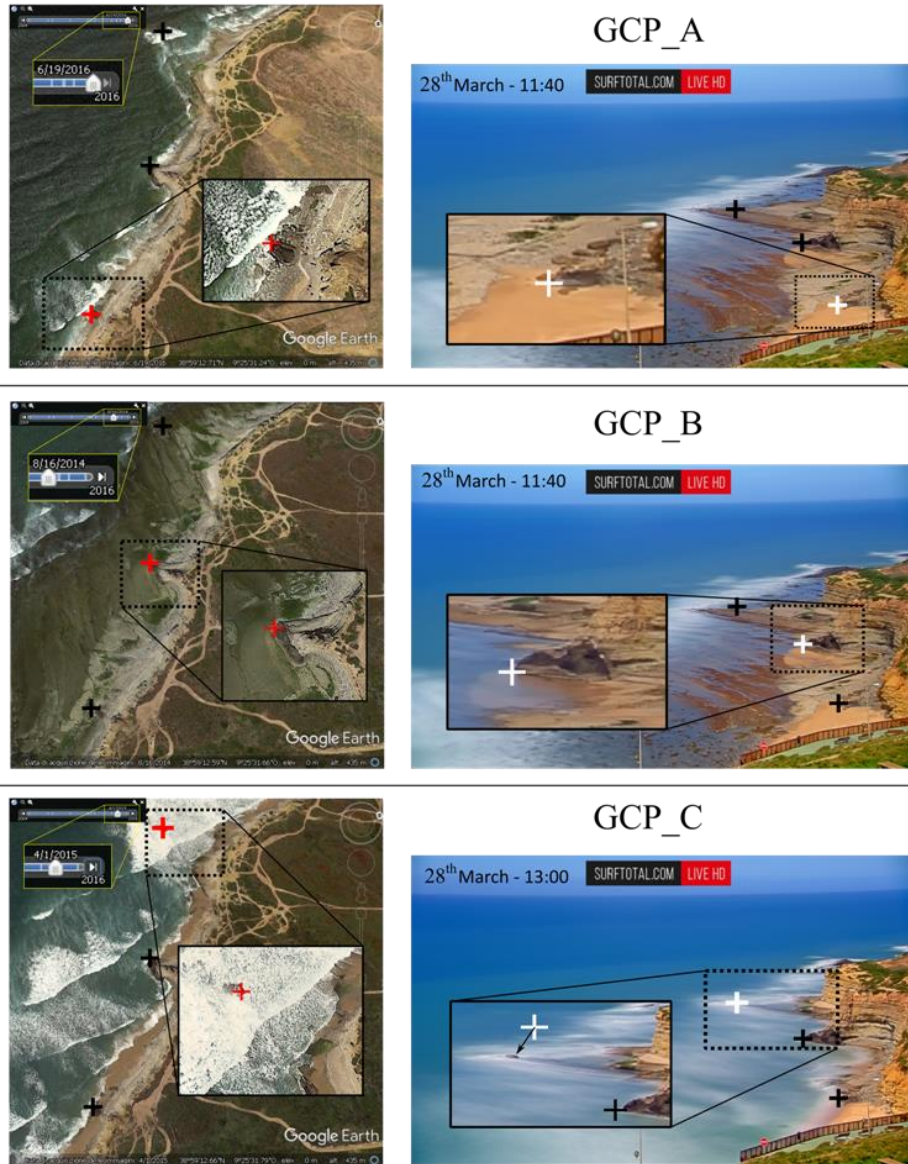 GCP_A
6/19/2016
2016
Google Earth
28th March - 11:40
SURFTOTAL.COM LIVE HD
GCP_B
8/16/2014
2016
Google Earth
28th March - 11:40
SURFTOTAL.COM LIVE HD
GCP_C
4/1/2015
2016
Google Earth
28th March - 13:00
SURFTOTAL.COM LIVE HD